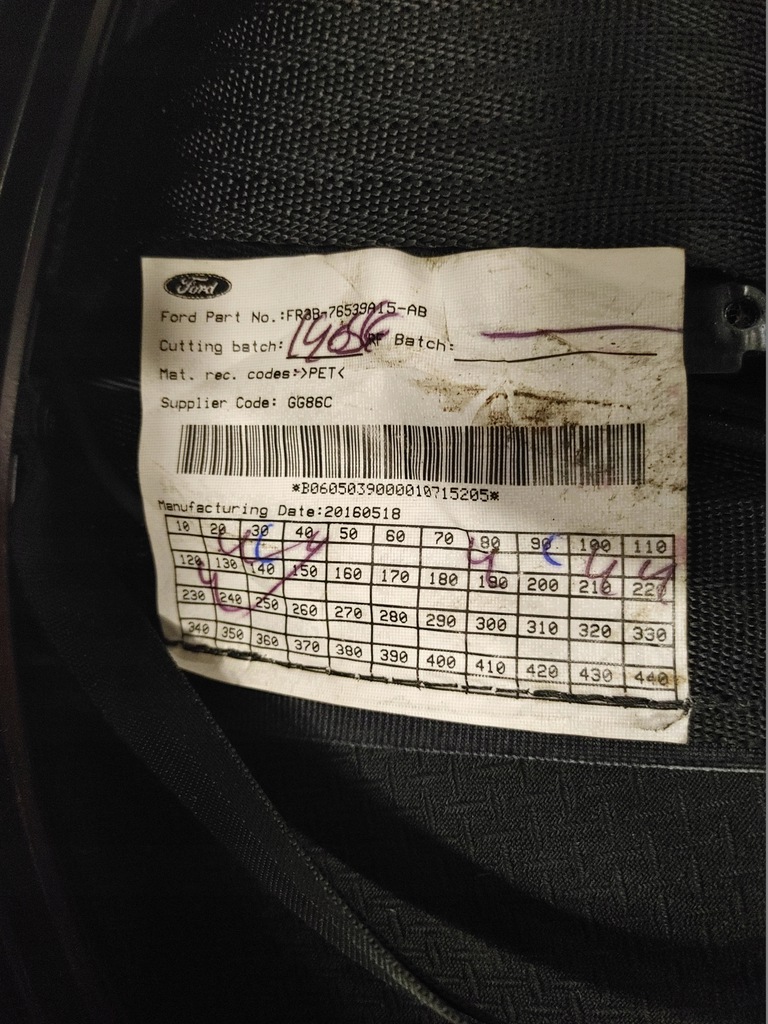 Ford
Ford Part No.:FR3B-76539A15-AB
Cutting batch: RF Batch:
Mat. rec. codes:>PET<
Supplier Code: GG86C
*B0605039000010715205*
Manufacturing Date:20160518
10 20 30 40 50 60 70 80 90 100 110
120 130 140 150 160 170 180 190 200 210 220
230 240 250 260 270 280 290 300 310 320 330
340 350 360 370 380 390 400 410 420 430 440